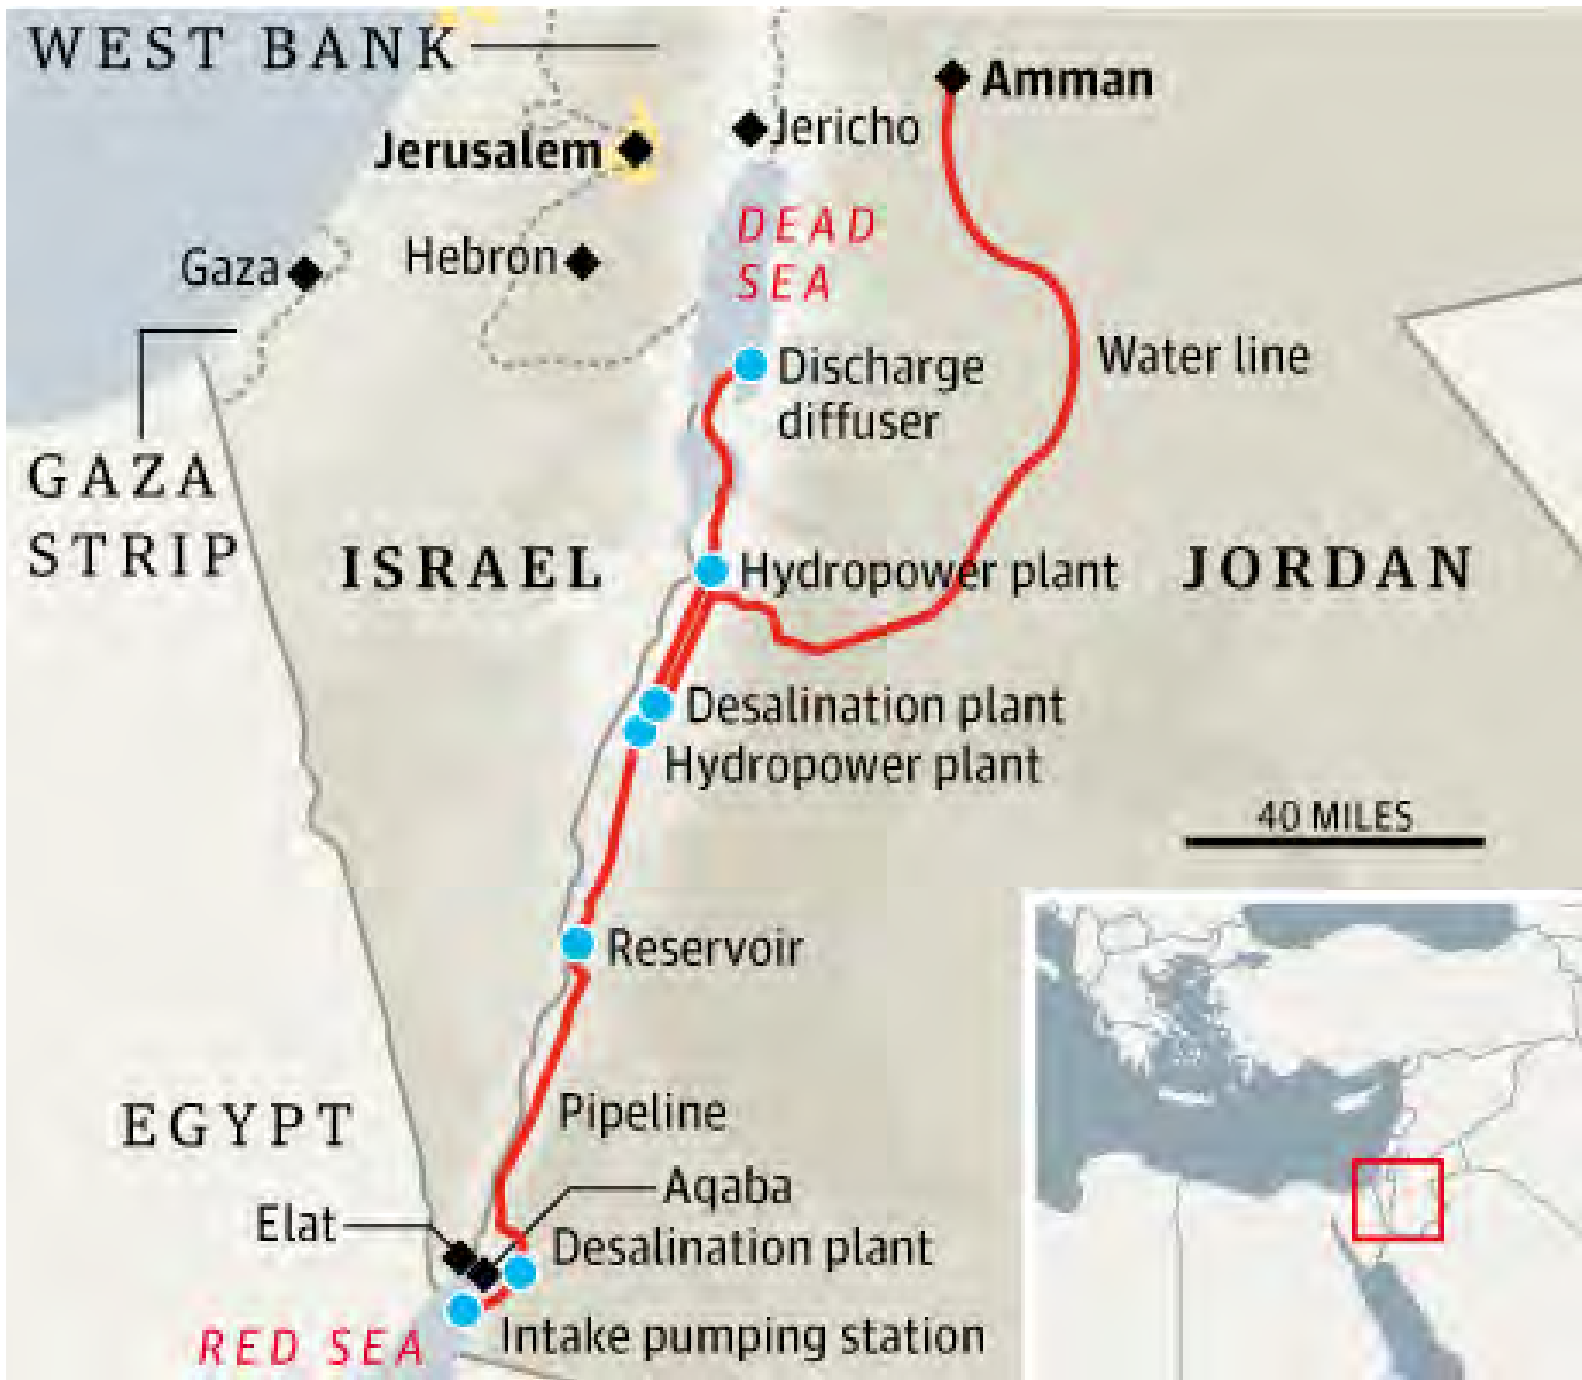 WEST BANK
Amman
Jericho
Jerusalem
DEAD
SEA
Gaza
Hebron
Water line
Discharge
diffuser
GAZA
STRIP
ISRAEL
Hydropower plant
JORDAN
Desalination plant
Hydropower plant
40 MILES
Reservoir
Pipeline
EGYPT
Aqaba
Elat
Desalination plant
Intake pumping station
RED SEA